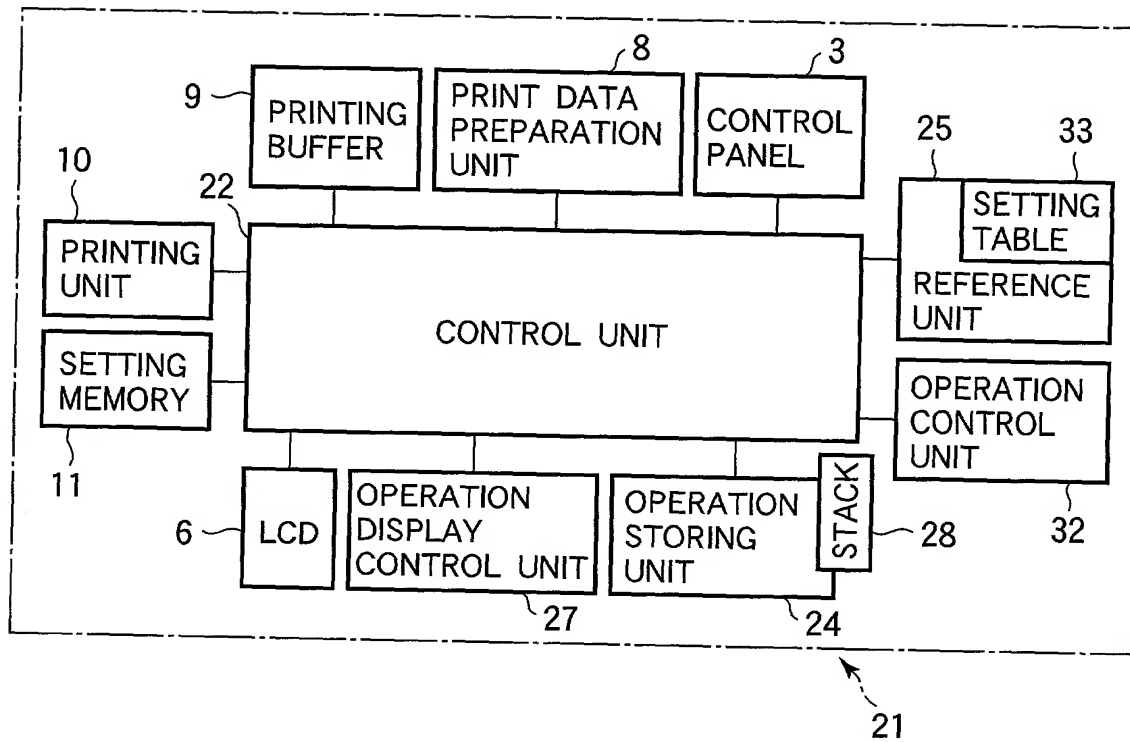 8
3
9
PRINTING
BUFFER
PRINT DATA
PREPARATION
UNIT
CONTROL
PANEL
25
33
10
22
SETTING
TABLE
PRINTING
UNIT
REFERENCE
UNIT
CONTROL UNIT
SETTING
MEMORY
OPERATION
CONTROL
UNIT
11
6
LCD
OPERATION
DISPLAY
CONTROL UNIT
OPERATION
STORING
UNIT
STACK
28
32
27
24
21